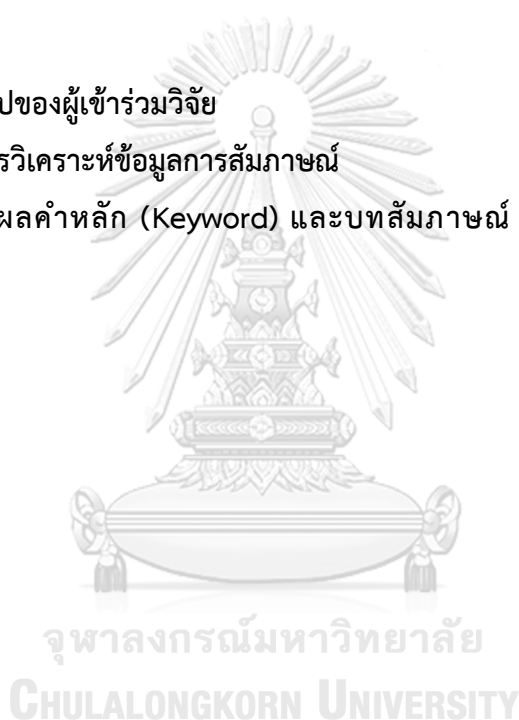 ปของผู้เข้าร่วมวิจัย
รวิเคราะห์ข้อมูลการสัมภาษณ์
ผลคำหลัก (Keyword) และบทสัมภาษณ์
จุฬาลงกรณ์มหาวิทยาลัย
CHULALONGKORN UNIVERSITY